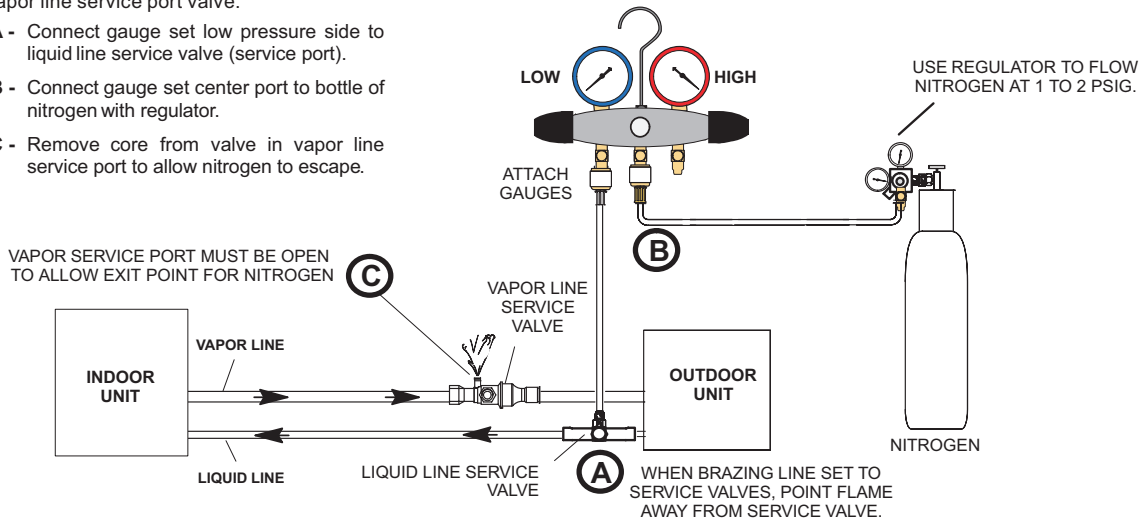 vapor line service port valve.
A - Connect gauge set low pressure side to
liquid line service valve (service port).
B - Connect gauge set center port to bottle of
nitrogen with regulator.
C - Remove core from valve in vapor line
service port to allow nitrogen to escape.
LOW
HIGH
USE REGULATOR TO FLOW
NITROGEN AT 1 TO 2 PSIG.
ATTACH
GAUGES
B
VAPOR SERVICE PORT MUST BE OPEN
TO ALLOW EXIT POINT FOR NITROGEN
C
VAPOR LINE
SERVICE
VALVE
VAPOR LINE
INDOOR
UNIT
OUTDOOR
UNIT
NITROGEN
LIQUID LINE
LIQUID LINE SERVICE
VALVE
A
WHEN BRAZING LINE SET TO
SERVICE VALVES, POINT FLAME
AWAY FROM SERVICE VALVE.